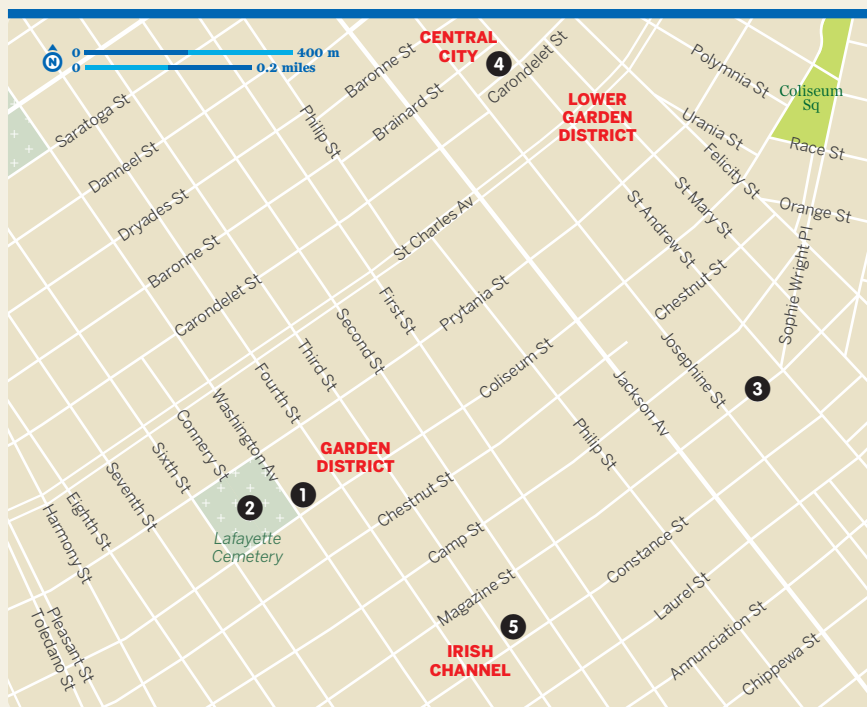 N
0 400 m
0 0.2 miles
CENTRAL
CITY
4
Baronne St
Carondelet St
Polymnia St
Coliseum
Sq
Saratoga St
Philip St
Brainard St
LOWER
GARDEN
DISTRICT
Urania St
Race St
Danneel St
Felicity St
Dryades St
St Mary St
Orange St
St Andrew St
St Charles Av
Baronne St
Sophie Wright Pl
Carondelet St
First St
Prytania St
Chestnut St
Second St
Third St
Coliseum St
Josephine St
3
Fourth St
Jackson Av
Washington Av
Connery St
Sixth St
GARDEN
DISTRICT
Philip St
Seventh St
1
2
Chestnut St
Eighth St
Harmony St
Lafayette
Cemetery
Camp St
Constance St
Magazine St
Laurel St
5
Pleasant St
Toledano St
IRISH
CHANNEL
Annunciation St
Chippewa St